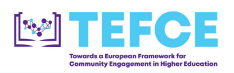 TEFCE
Towards a European Framework for
Community Engagement in Higher Education